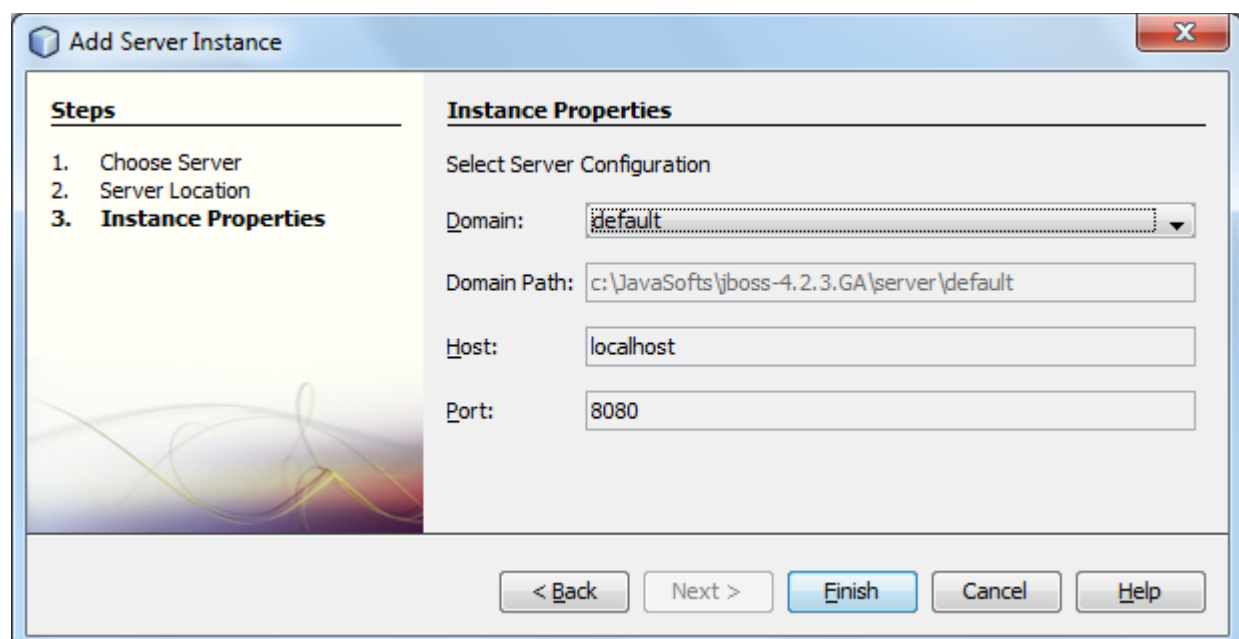 Add Server Instance
Steps
1. Choose Server
2. Server Location
3. Instance Properties
Instance Properties
Select Server Configuration
Domain: default
Domain Path: c:\JavaSofts\jboss-4.2.3.GA\server\default
Host: localhost
Port: 8080
< Back Next > Finish Cancel Help